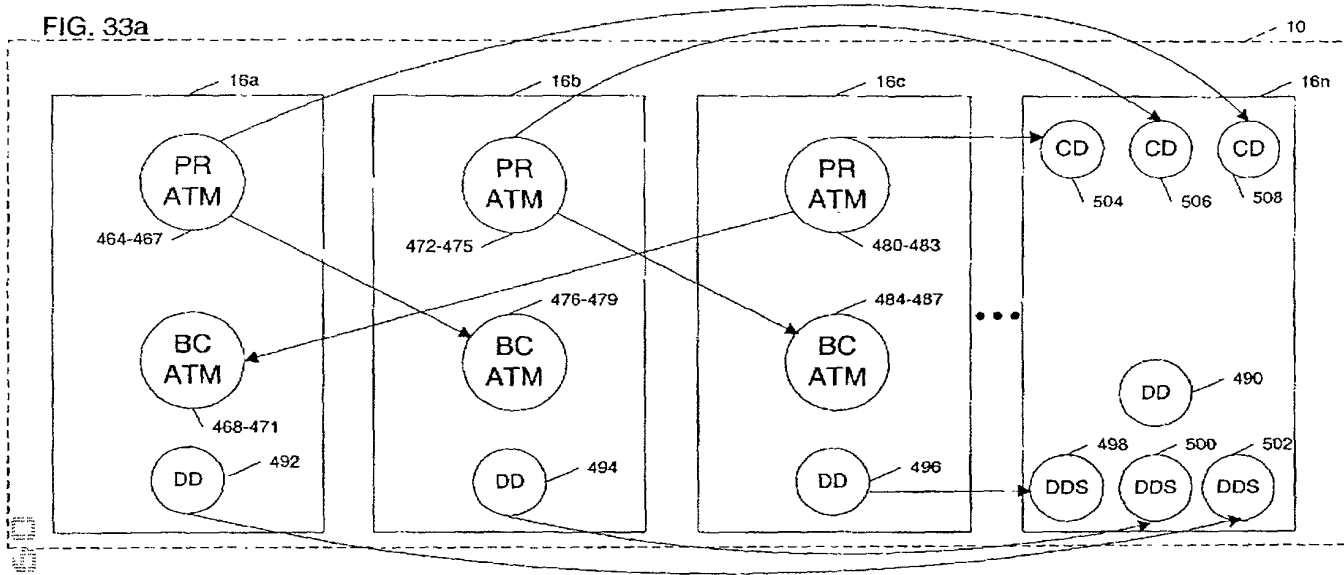 FIG. 33a
10
16a
16b
16c
16n
PR
ATM
464-467
PR
ATM
472-475
PR
ATM
480-483
CD
504
CD
506
CD
508
BC
ATM
468-471
476-479
BC
ATM
484-487
BC
ATM
DD
490
DD
492
DD
494
DD
496
498
DDS
500
DDS
502
DDS